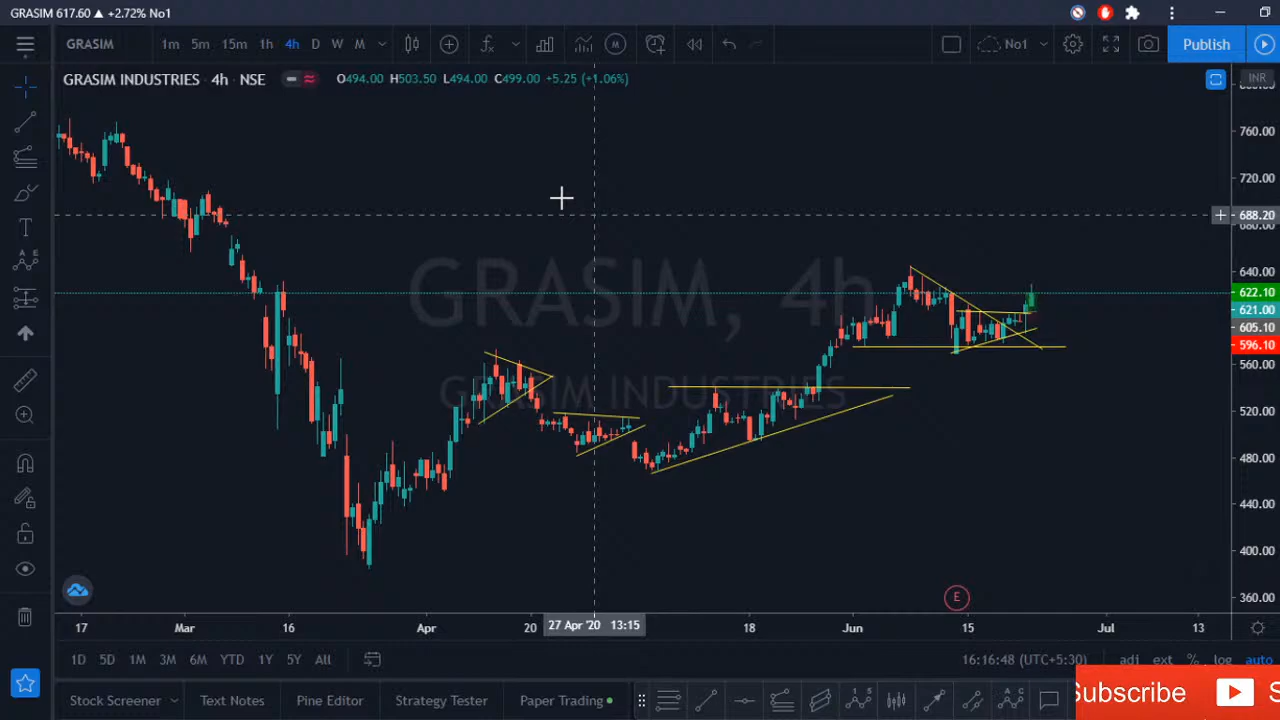 GRASIM 617.60 ▲ +2.72% No1
GRASIM 1m 5m 15m 1h 4h D W M No1 Publish
GRASIM INDUSTRIES 4h NSE O494.00 H503.50 L494.00 C499.00 +5.25 (+1.06%)
INR
760.00
720.00
688.20
680.00
640.00
622.10
621.00
605.10
596.10
560.00
520.00
480.00
440.00
400.00
360.00
GRASIM, 4h
GRASIM INDUSTRIES
E
17 Mar 16 Apr 20 27 Apr '20 13:15 18 Jun 15 Jul 13
1D 5D 1M 3M 6M YTD 1Y 5Y All 16:16:48 (UTC+5:30) adj ext % log auto
Stock Screener Text Notes Pine Editor Strategy Tester Paper Trading
Subscribe S